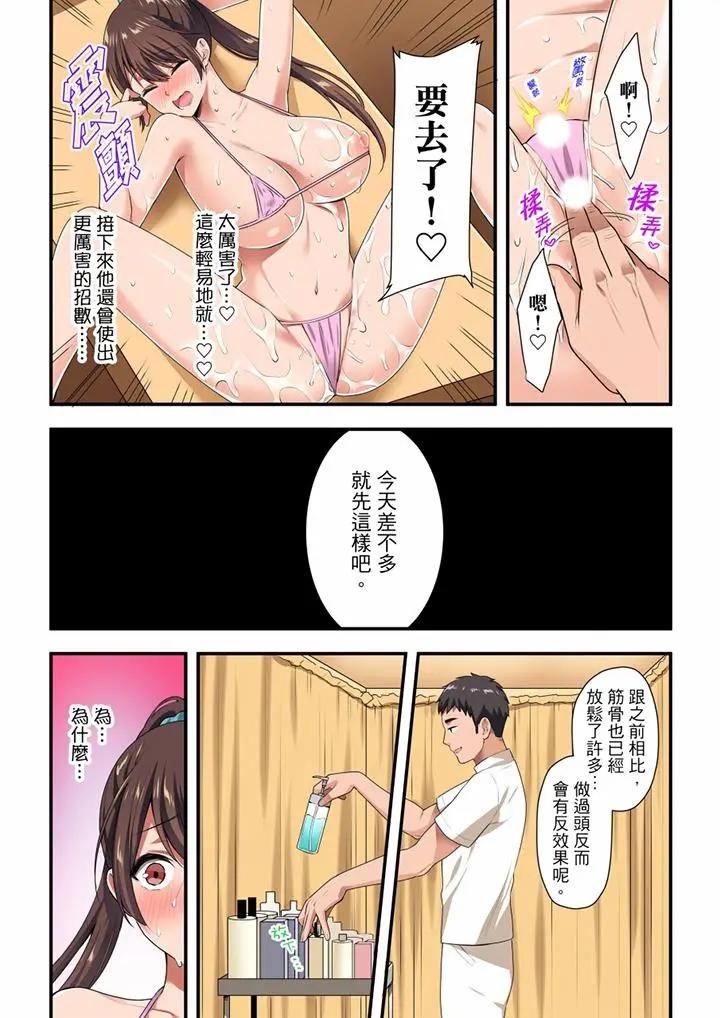 啊！♡
驚
驚
揉弄♡
揉弄♡
嗯！♡
要去了！♡
震顫
太厲害了…♡
這麼輕易地就…♡♡
接下來他還會使出
更厲害的招數……
今天差不多
就先這樣吧。
跟之前相比，
筋骨也已經
放鬆了許多…
做過頭反而
會有反效果呢。
放下…
為…
為什麼…